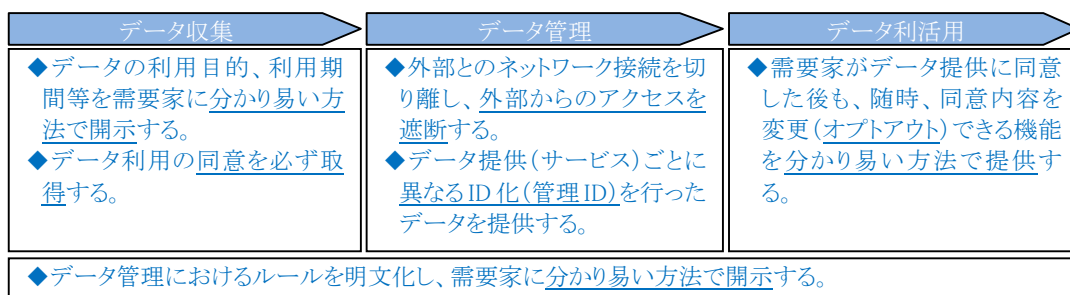 データ収集
データ管理
データ利活用
◆データの利用目的、利用期
間等を需要家に分かり易い方
法で開示する。
◆データ利用の同意を必ず取
得する。
◆外部とのネットワーク接続を切
り離し、外部からのアクセスを
遮断する。
◆データ提供(サービス)ごとに
異なるID 化(管理ID)を行った
データを提供する。
◆需要家がデータ提供に同意
した後も、随時、同意内容を
変更(オプトアウト)できる機能
を分かり易い方法で提供す
る。
◆データ管理におけるルールを明文化し、需要家に分かり易い方法で開示する。